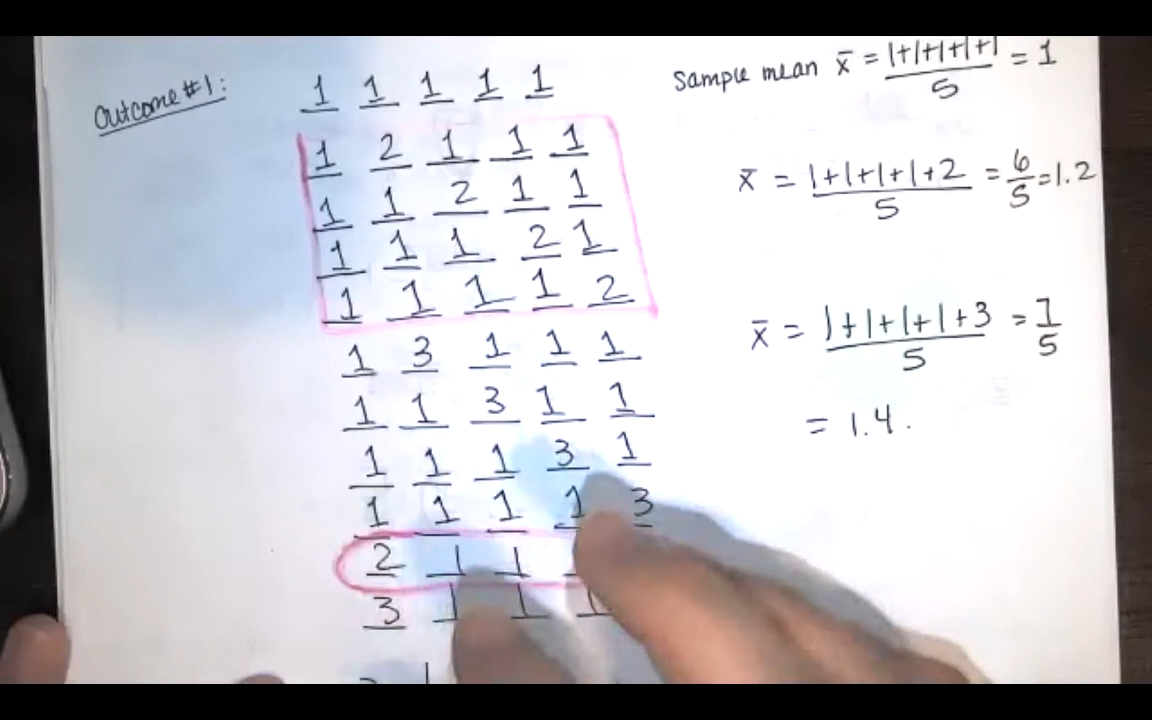 Outcome #1: 1 1 1 1 1 Sample mean x̄ = 1+1+1+1+1/5 = 1
1 2 1 1 1
1 1 2 1 1 x̄ = 1+1+1+1+2/5 = 6/5 = 1.2
1 1 1 2 1
1 1 1 1 2
1 3 1 1 1 x̄ = 1+1+1+1+3/5 = 7/5
1 1 3 1 1 = 1.4.
1 1 1 3 1
1 1 1 1 3
2 1 1
3 1 1 1